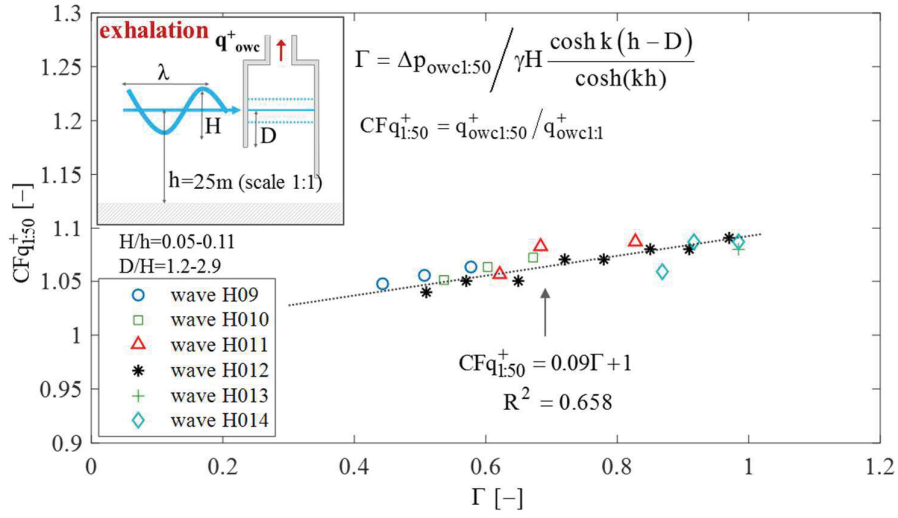 exhalation
q⁺owc
λ
H
D
h=25m (scale 1:1)
Γ = Δp_owc1:50 / γH cosh k (h − D) / cosh(kh)
CFq⁺1:50 = q⁺owc1:50 / q⁺owc1:1
H/h=0.05-0.11
D/H=1.2-2.9
wave H09
wave H010
wave H011
wave H012
wave H013
wave H014
CFq⁺1:50 = 0.09Γ + 1
R² = 0.658
CFq⁺1:50 [−]
1.3
1.25
1.2
1.15
1.1
1.05
1
0.95
0.9
0
0.2
0.4
0.6
0.8
1
1.2
Γ [−]